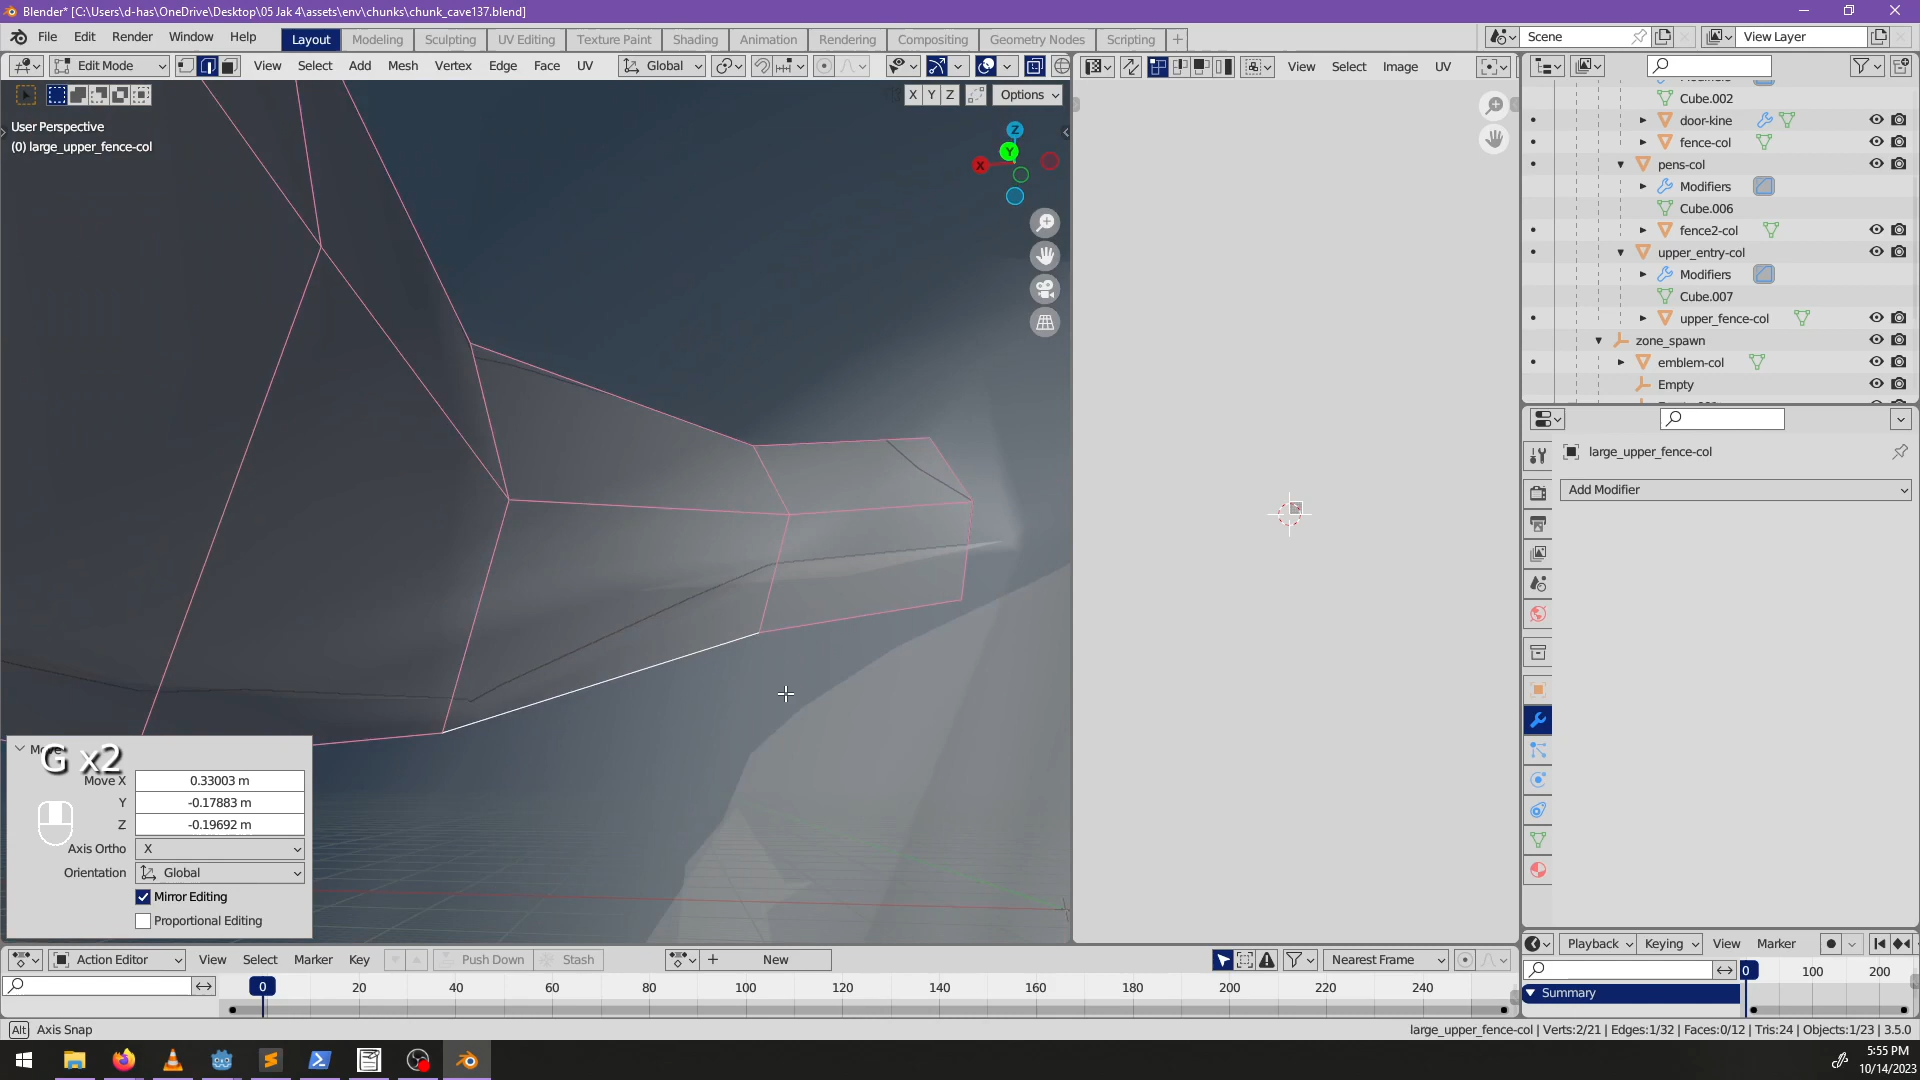 Blender* [C:\Users\d-has\OneDrive\Desktop\05 Jak 4\assets\env\chunks\chunk_cave137.blend]
File Edit Render Window Help Layout Modeling Sculpting UV Editing Texture Paint Shading Animation Rendering Compositing Geometry Nodes Scripting + Scene View Layer
Edit Mode View Select Add Mesh Vertex Edge Face UV Global View Select Image UV
X Y Z Options
User Perspective
(0) large_upper_fence-col
Z
Y
X
Cube.002
door-kine
fence-col
pens-col
Modifiers
Cube.006
fence2-col
upper_entry-col
Modifiers
Cube.007
upper_fence-col
zone_spawn
emblem-col
Empty
large_upper_fence-col
Add Modifier
Move
G x2
Move X 0.33003 m
Y -0.17883 m
Z -0.19692 m
Axis Ortho X
Orientation Global
Mirror Editing
Proportional Editing
Action Editor View Select Marker Key Push Down Stash New Nearest Frame Playback Keying View Marker
0 20 40 60 80 100 120 140 160 180 200 220 240 0 100 200
Summary
Alt Axis Snap large_upper_fence-col | Verts:2/21 | Edges:1/32 | Faces:0/12 | Tris:24 | Objects:1/23 | 3.5.0
5:55 PM
10/14/2023